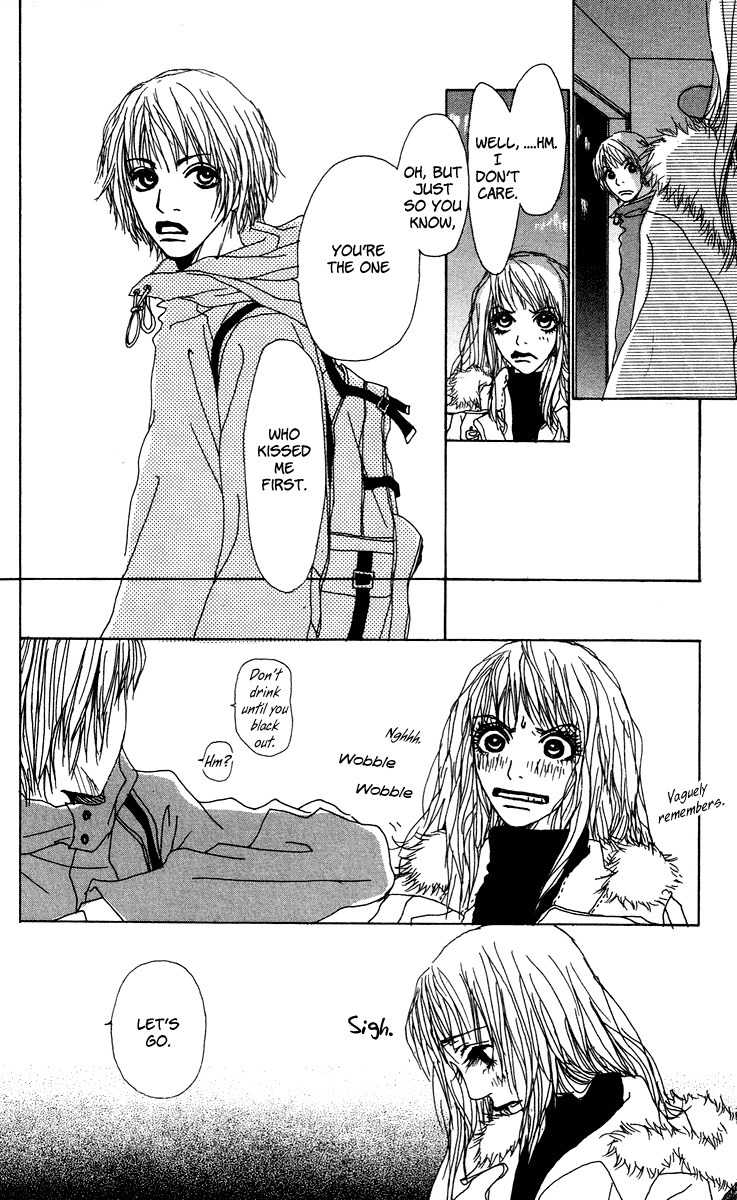 WELL, ....HM.
I
DON'T
CARE.
OH, BUT
JUST
SO YOU
KNOW,
YOU'RE
THE ONE
WHO
KISSED
ME
FIRST.
Vaguely
remembers.
Nghhh.
Wobble
Wobble
Don't
drink
until you
black
out.
Hm?
Sigh.
LET'S
GO.